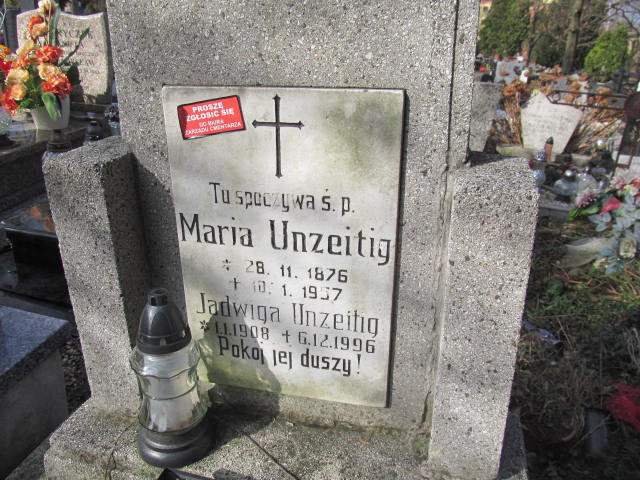 PROSZĘ
ZGŁOSIĆ SIĘ
DO BIURA
ZARZĄDU CMENTARZA
Tu spoczywa ś. p.
Maria Unzeitig
* 28. 11. 1876
+ 10. 1. 1957
Jadwiga Unzeitig
* 1.1.1908 + 6.12.1996
Pokój jej duszy!